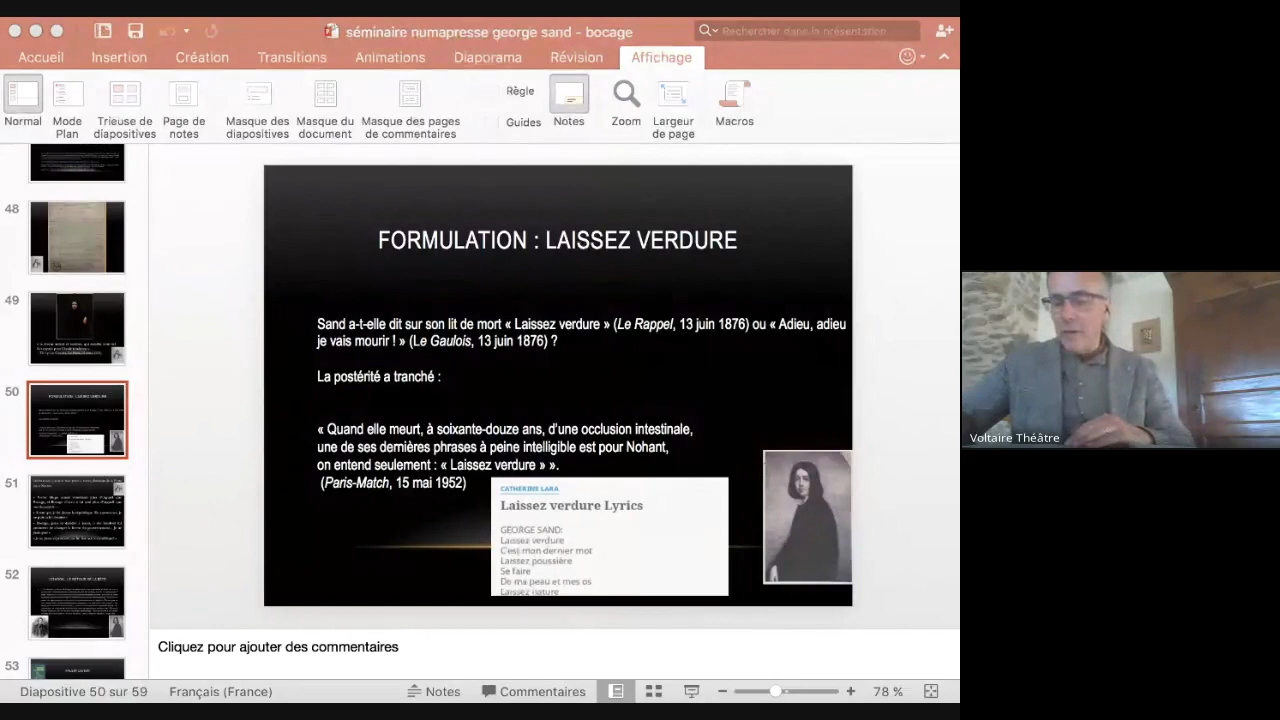 séminaire numapresse george sand - bocage
Rechercher dans la présentation
Accueil Insertion Création Transitions Animations Diaporama Révision Affichage
Normal
Mode Plan
Trieuse de diapositives
Page de notes
Masque des diapositives
Masque du document
Masque des pages de commentaires
Règle
Guides
Notes
Zoom
Largeur de page
Macros
48
49
50
51
52
53
FORMULATION : LAISSEZ VERDURE
Sand a-t-elle dit sur son lit de mort « Laissez verdure » (Le Rappel, 13 juin 1876) ou « Adieu, adieu
je vais mourir ! » (Le Gaulois, 13 juin 1876) ?
La postérité a tranché :
« Quand elle meurt, à soixante-douze ans, d'une occlusion intestinale,
une de ses dernières phrases à peine intelligible est pour Nohant,
on entend seulement : « Laissez verdure » ».
(Paris-Match, 15 mai 1952)
CATHERINE LARA
Laissez verdure Lyrics
GEORGE SAND:
Laissez verdure
C'est mon dernier mot
Laissez poussière
Se faire
De ma peau et mes os
Laissez nature
Voltaire Théâtre
Cliquez pour ajouter des commentaires
Diapositive 50 sur 59 Français (France) Notes Commentaires 78 %